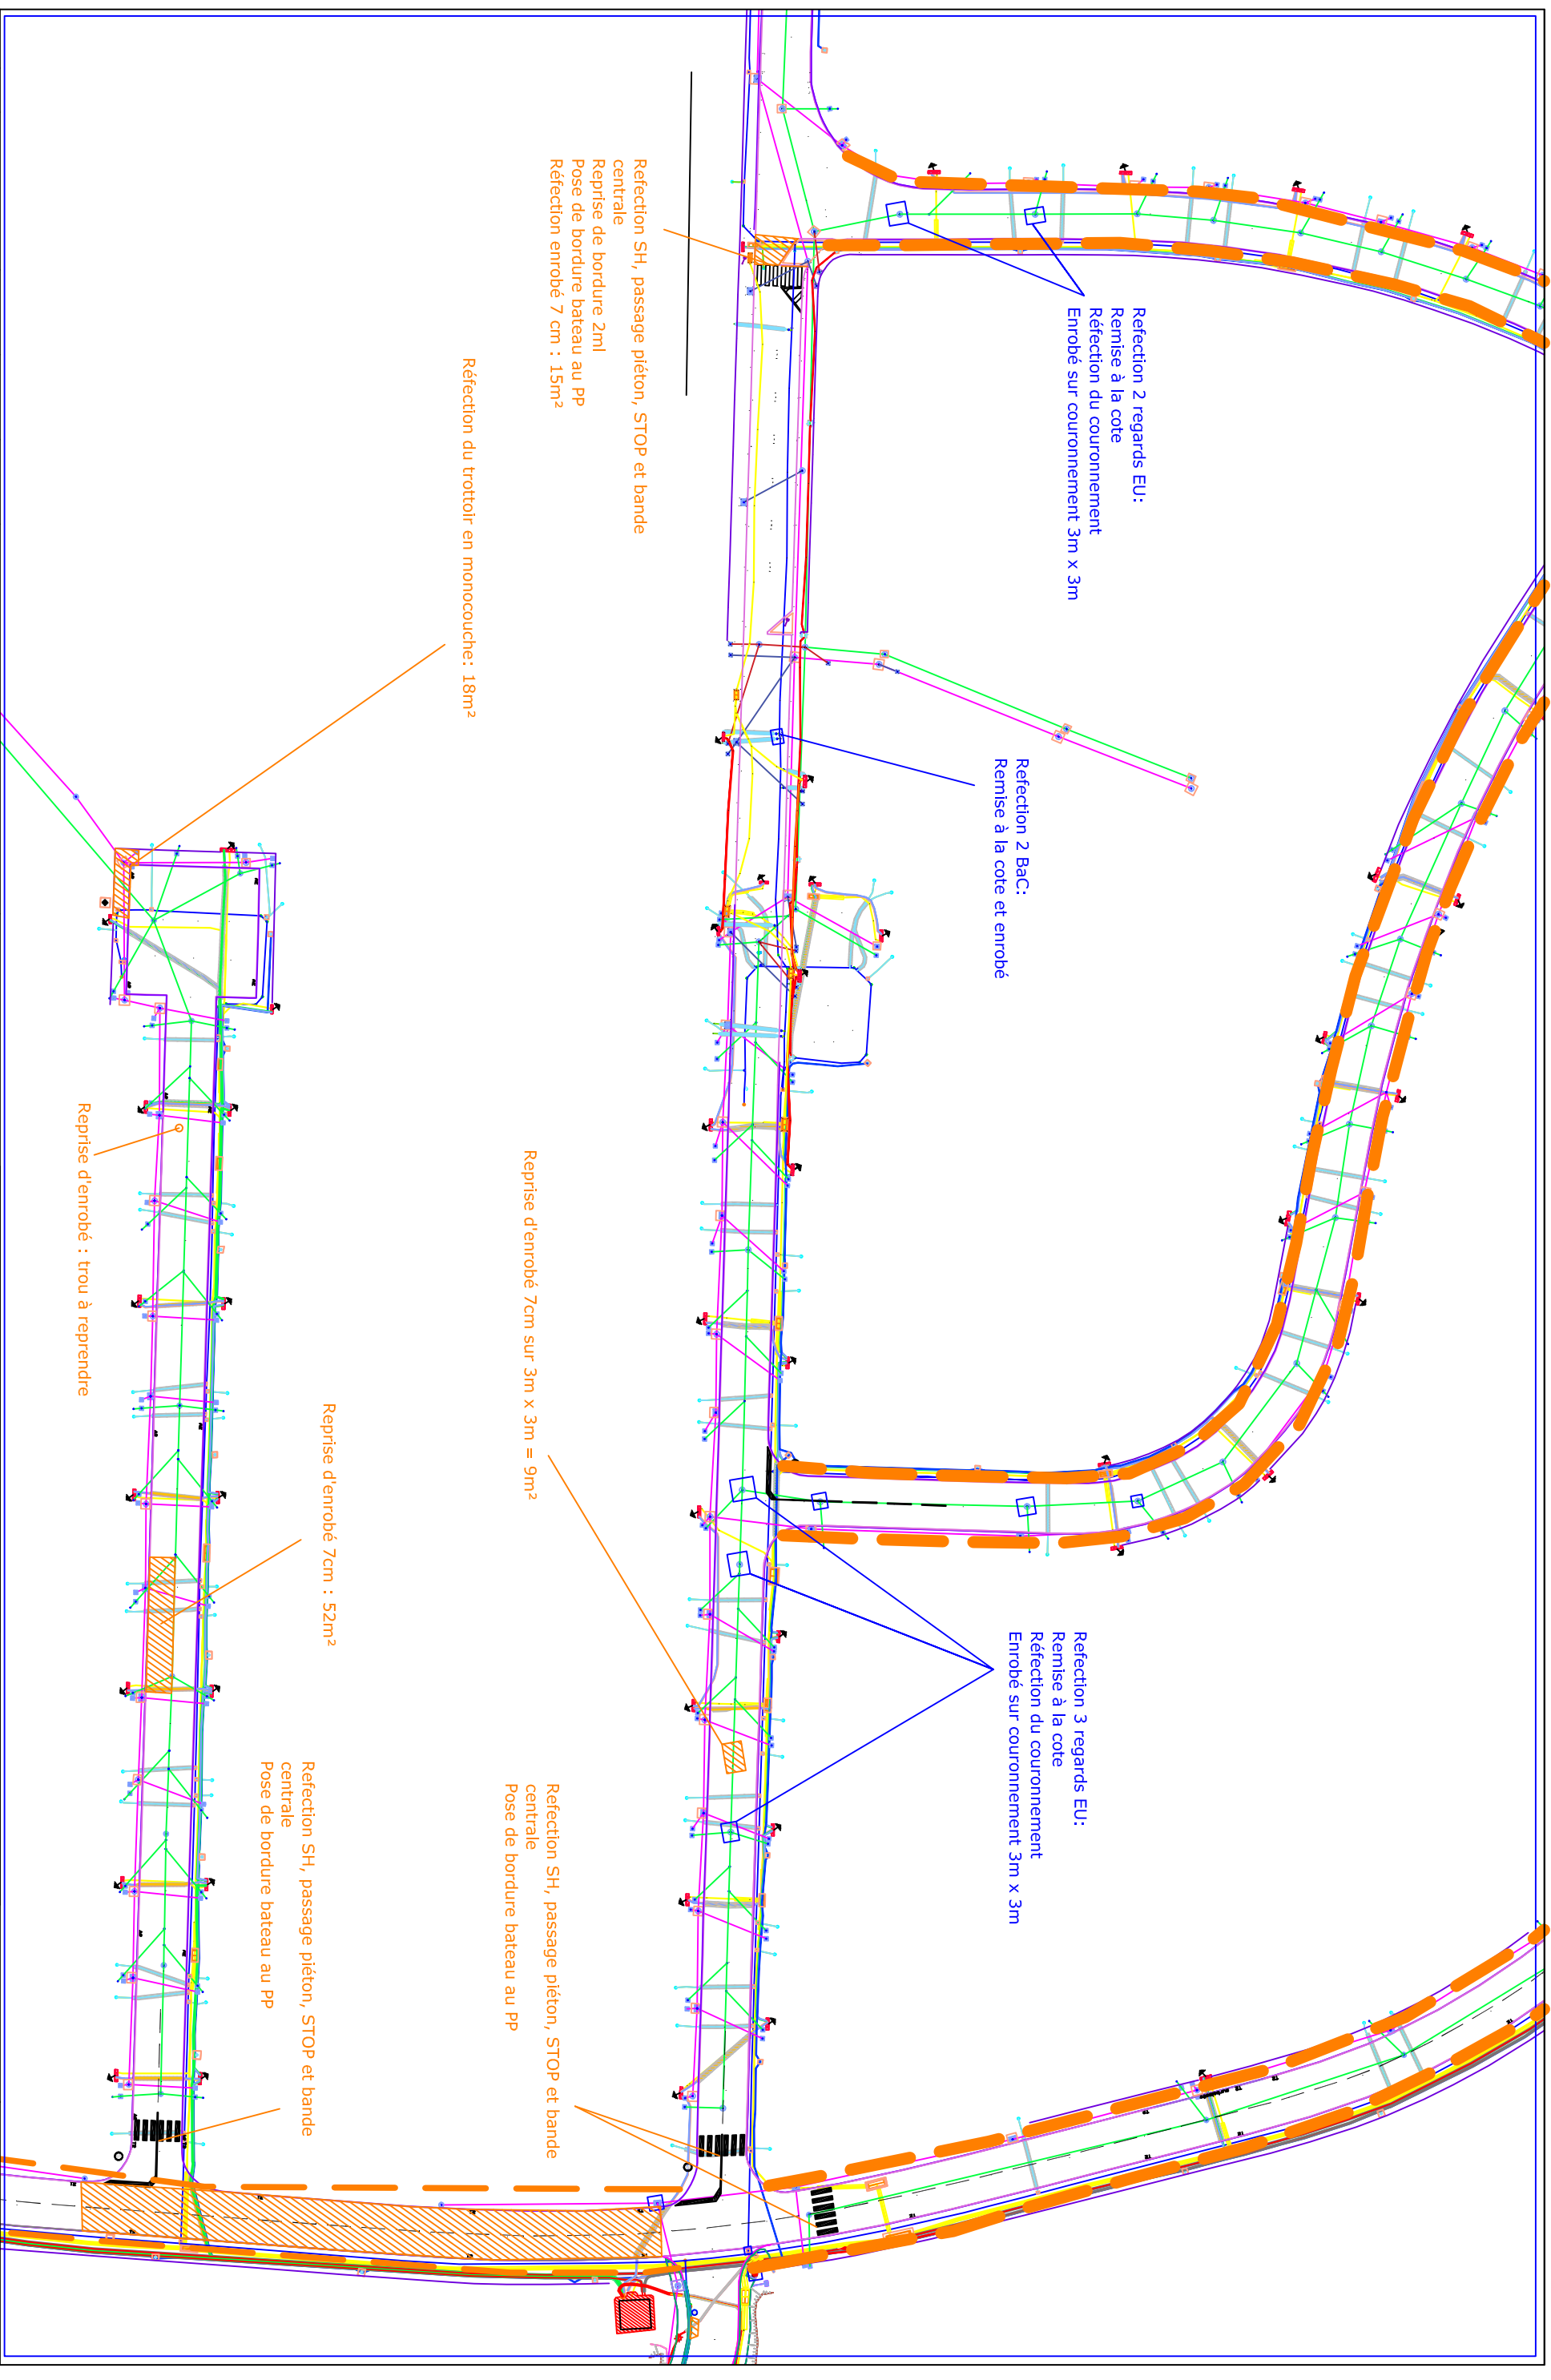 Refection 2 regards EU:
Remise à la cote
Réfection du couronnement
Enrobé sur couronnement 3m x 3m
Refection SH, passage piéton, STOP et bande
centrale
Reprise de bordure 2ml
Pose de bordure bateau au PP
Réfection enrobé 7 cm : 15m²
Réfection du trottoir en monocouche: 18m²
Refection 2 BaC:
Remise à la cote et enrobé
Reprise d'enrobé : trou à reprendre
Reprise d'enrobé 7cm sur 3m x 3m = 9m²
Reprise d'enrobé 7cm : 52m²
Refection 3 regards EU:
Remise à la cote
Réfection du couronnement
Enrobé sur couronnement 3m x 3m
Refection SH, passage piéton, STOP et bande
centrale
Pose de bordure bateau au PP
Refection SH, passage piéton, STOP et bande
centrale
Pose de bordure bateau au PP